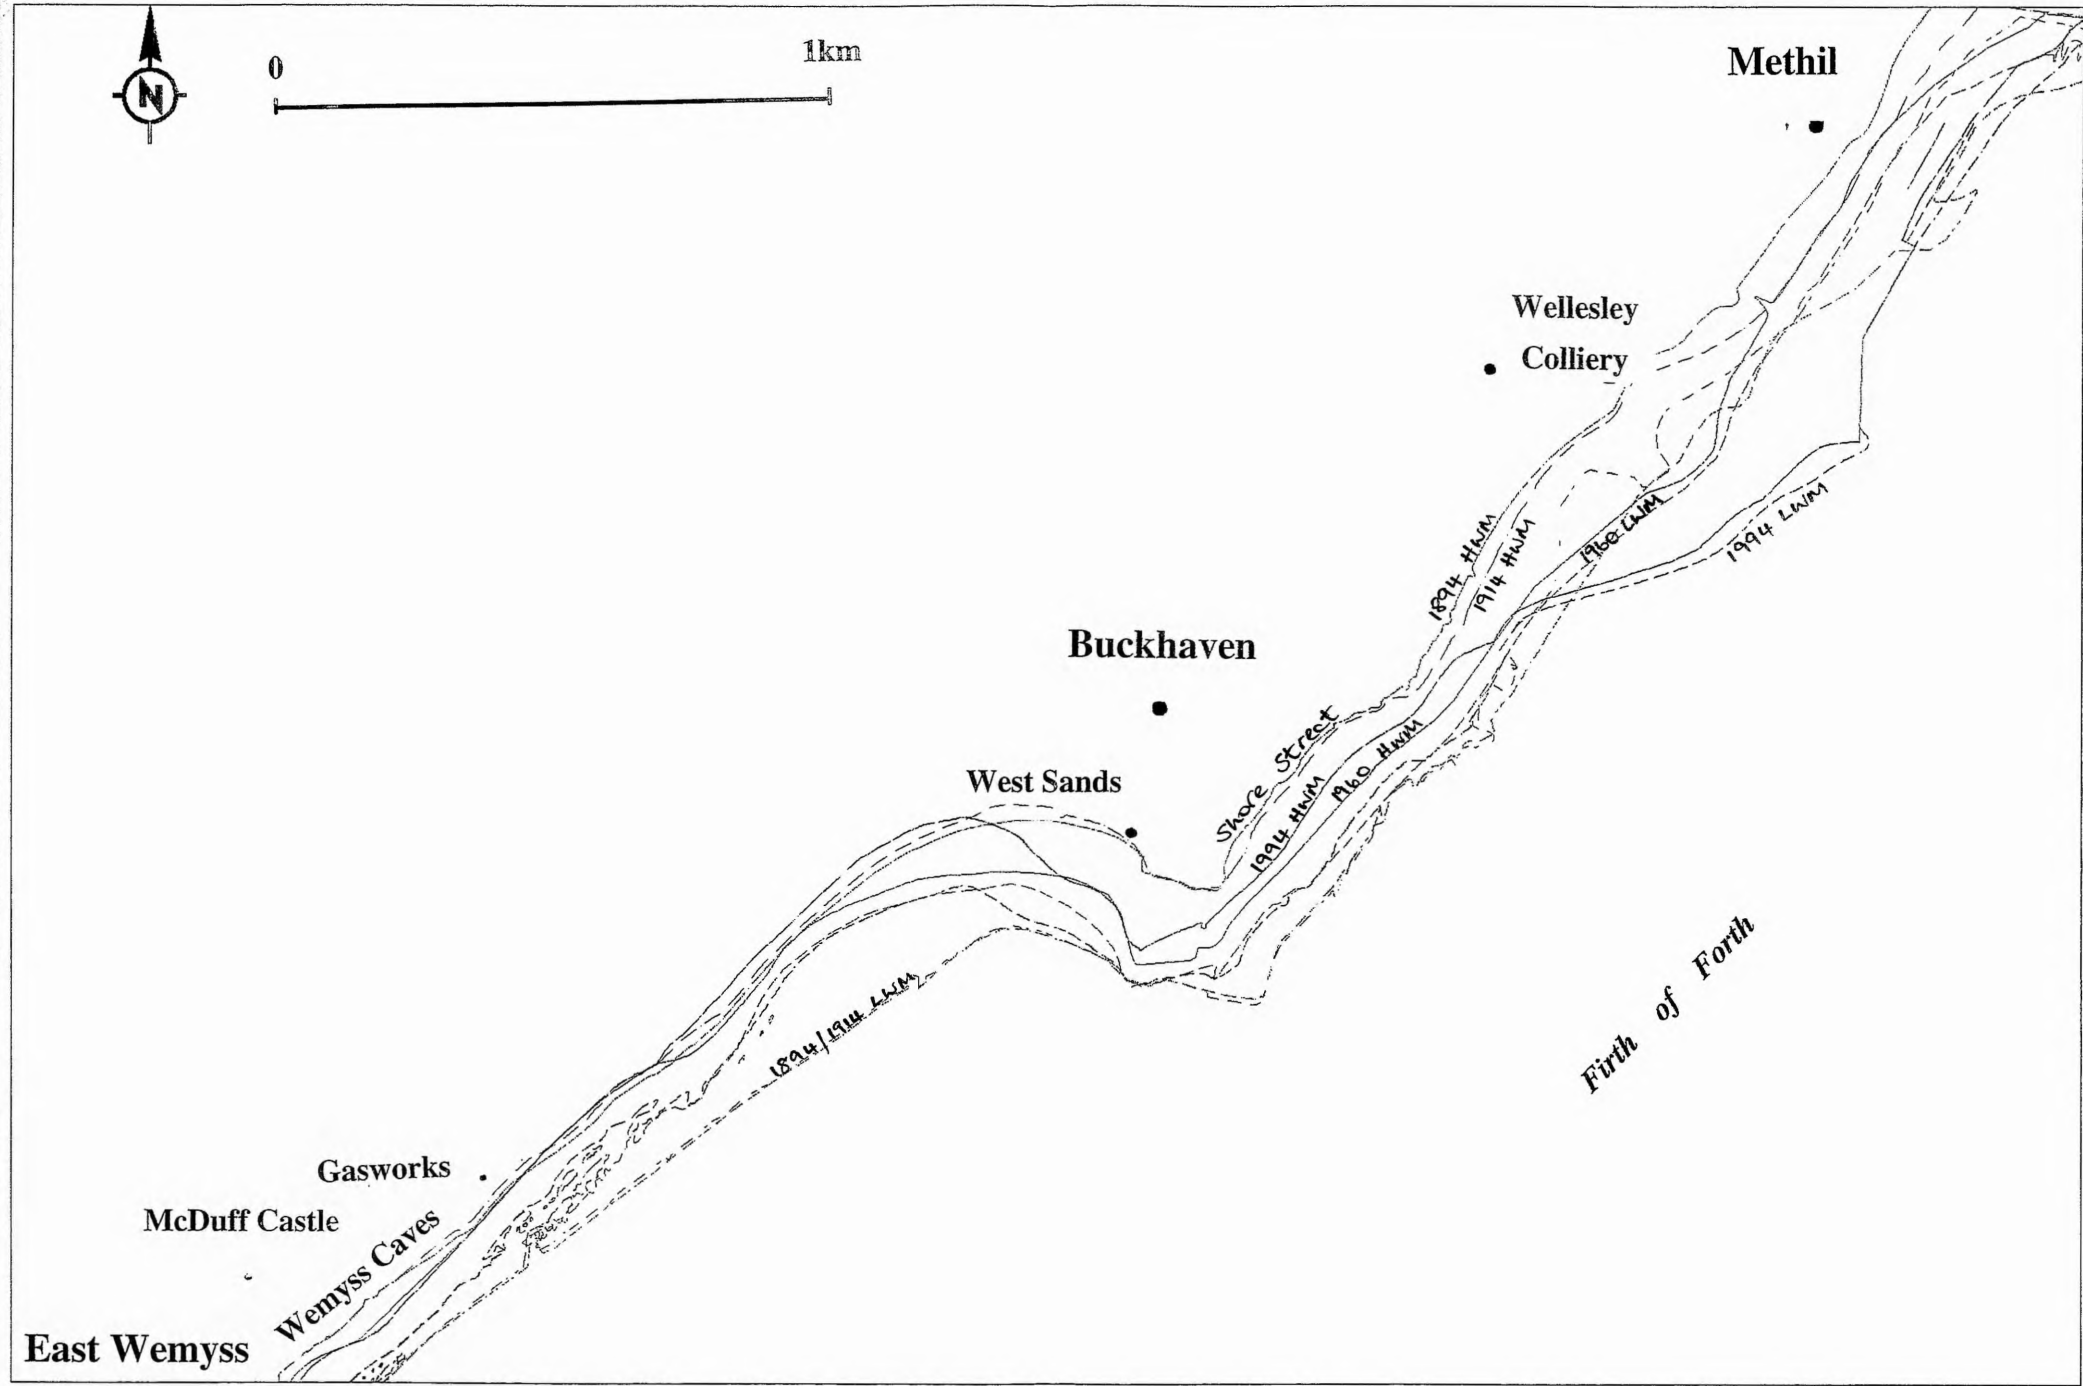 N
0
1km
Methil
Wellesley
Colliery
1894 HWM
1914 HWM
1960 LWM
1994 LWM
Buckhaven
Shore Street
West Sands
1994 HWM
1960 HWM
1894/1914 LWM
Firth of Forth
Gasworks
McDuff Castle
Wemyss Caves
East Wemyss